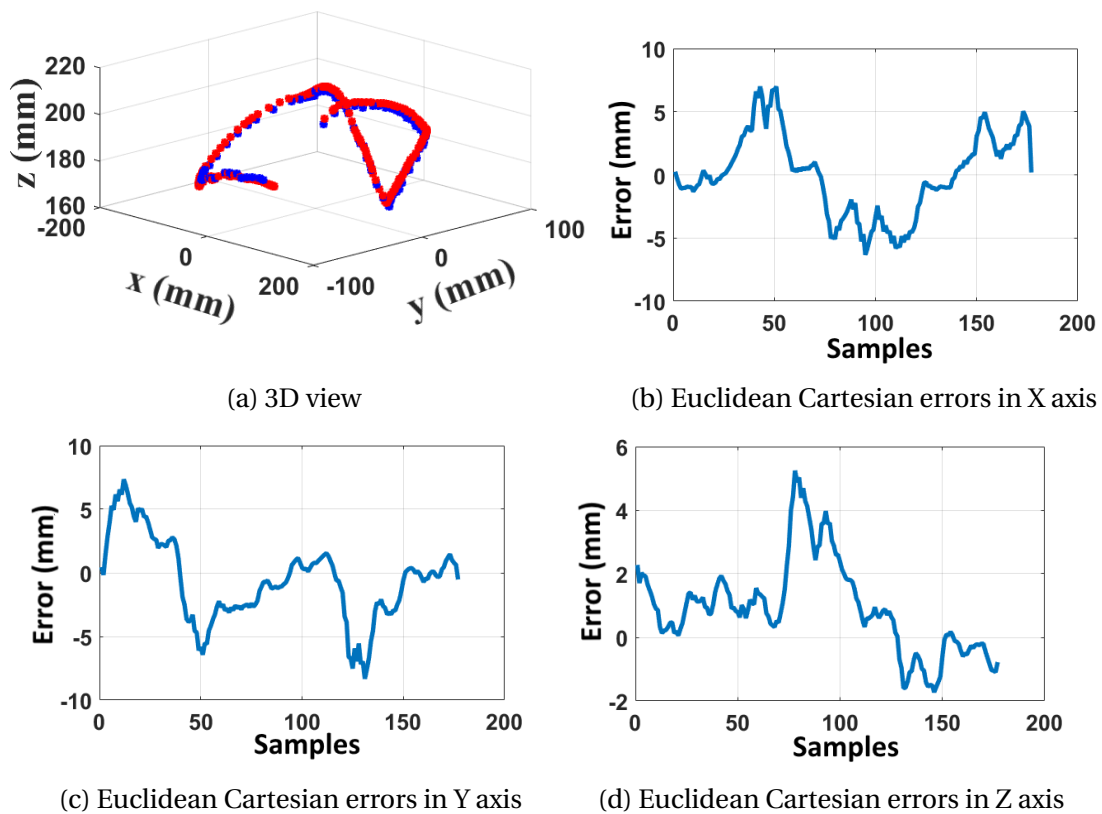 220
200
180
160
z (mm)
-200
0
200
x (mm)
-100
0
100
y (mm)
(a) 3D view
10
5
0
-5
-10
Error (mm)
0 50 100 150 200
Samples
(b) Euclidean Cartesian errors in X axis
10
5
0
-5
-10
Error (mm)
0 50 100 150 200
Samples
(c) Euclidean Cartesian errors in Y axis
6
4
2
0
-2
Error (mm)
0 50 100 150 200
Samples
(d) Euclidean Cartesian errors in Z axis